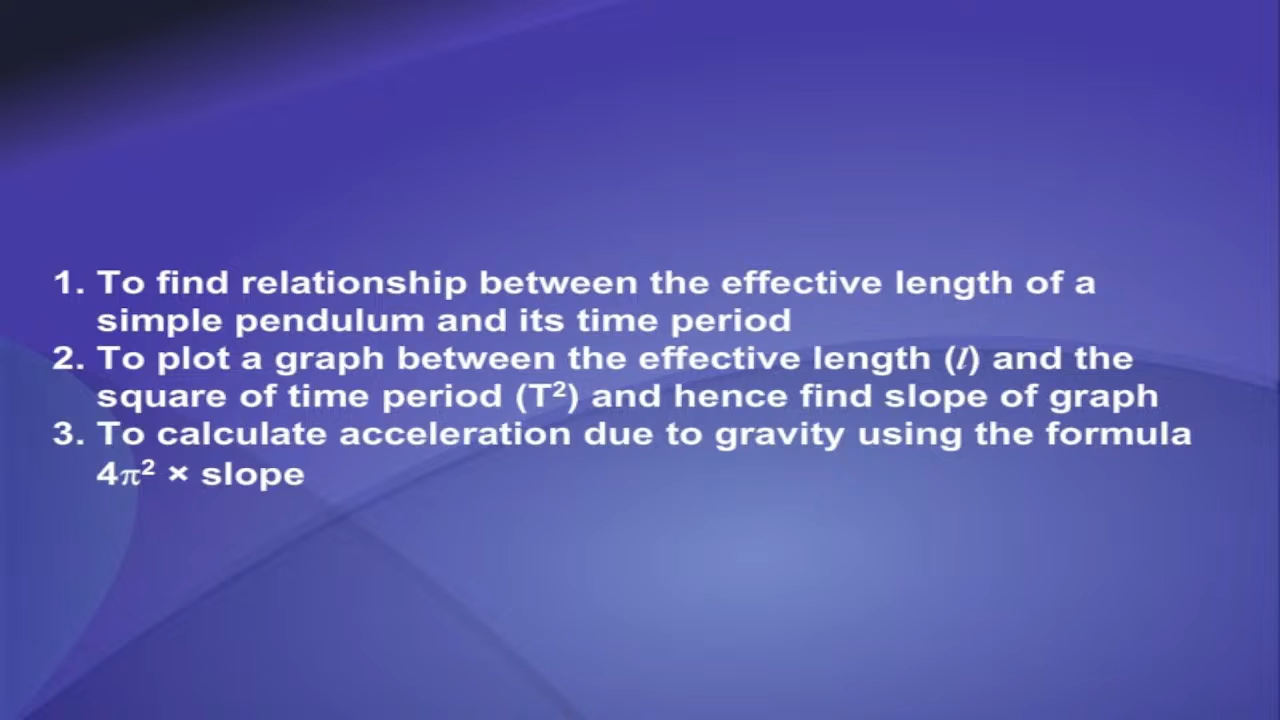 1. To find relationship between the effective length of a
simple pendulum and its time period
2. To plot a graph between the effective length (l) and the
square of time period (T²) and hence find slope of graph
3. To calculate acceleration due to gravity using the formula
4π² × slope